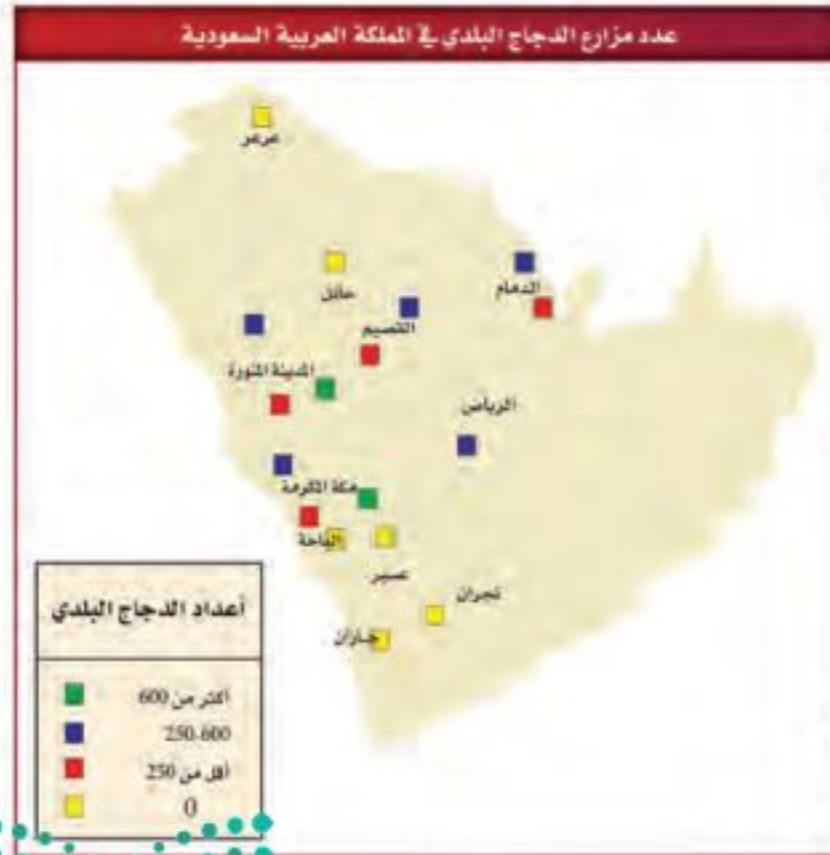 عدد مزارع الدجاج البلدي في المملكة العربية السعودية
عرعر
حائل
الدمام
القصيم
المدينة المنورة
الرياض
مكة المكرمة
الباحة
عسير
نجران
جازان
أعداد الدجاج البلدي
أكثر من 600
250-600
أقل من 250
0